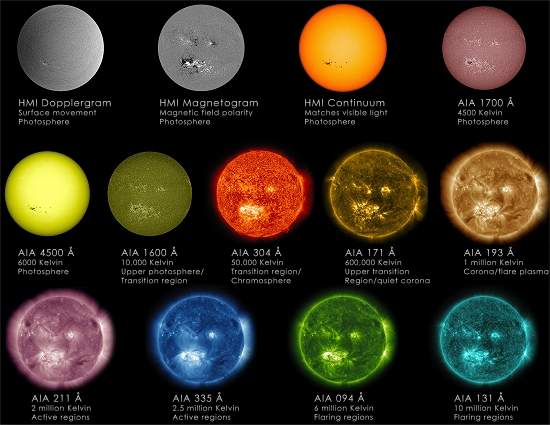 HMI Dopplergram
Surface movement
Photosphere
HMI Magnetogram
Magnetic field polarity
Photosphere
HMI Continuum
Matches visible light
Photosphere
AIA 1700 Å
4500 Kelvin
Photosphere
AIA 4500 Å
6000 Kelvin
Photosphere
AIA 1600 Å
10,000 Kelvin
Upper photosphere/
Transition region
AIA 304 Å
50,000 Kelvin
Transition region/
Chromosphere
AIA 171 Å
600,000 Kelvin
Upper transition
Region/quiet corona
AIA 193 Å
1 million Kelvin
Corona/flare plasma
AIA 211 Å
2 million Kelvin
Active regions
AIA 335 Å
2.5 million Kelvin
Active regions
AIA 094 Å
6 million Kelvin
Flaring regions
AIA 131 Å
10 million Kelvin
Flaring regions